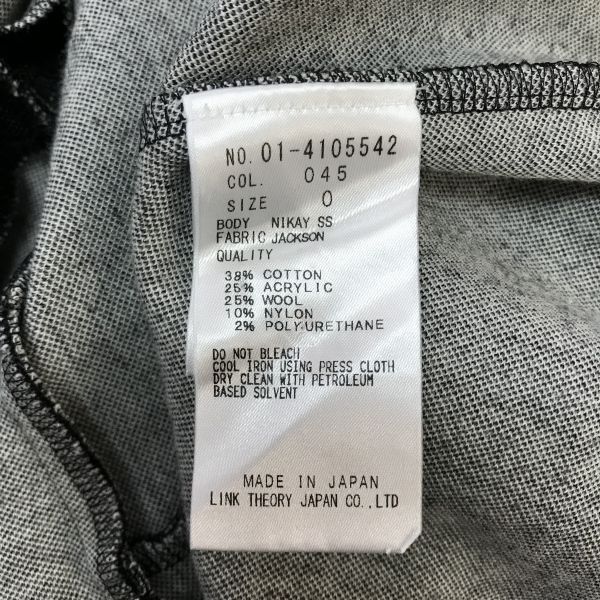 NO. 01-4105542
COL. 045
SIZE 0
BODY NIKAY SS
FABRIC JACKSON
QUALITY
38% COTTON
25% ACRYLIC
25% WOOL
10% NYLON
2% POLYURETHANE
DO NOT BLEACH
COOL IRON USING PRESS CLOTH
DRY CLEAN WITH PETROLEUM
BASED SOLVENT
MADE IN JAPAN
LINK THEORY JAPAN CO.,LTD